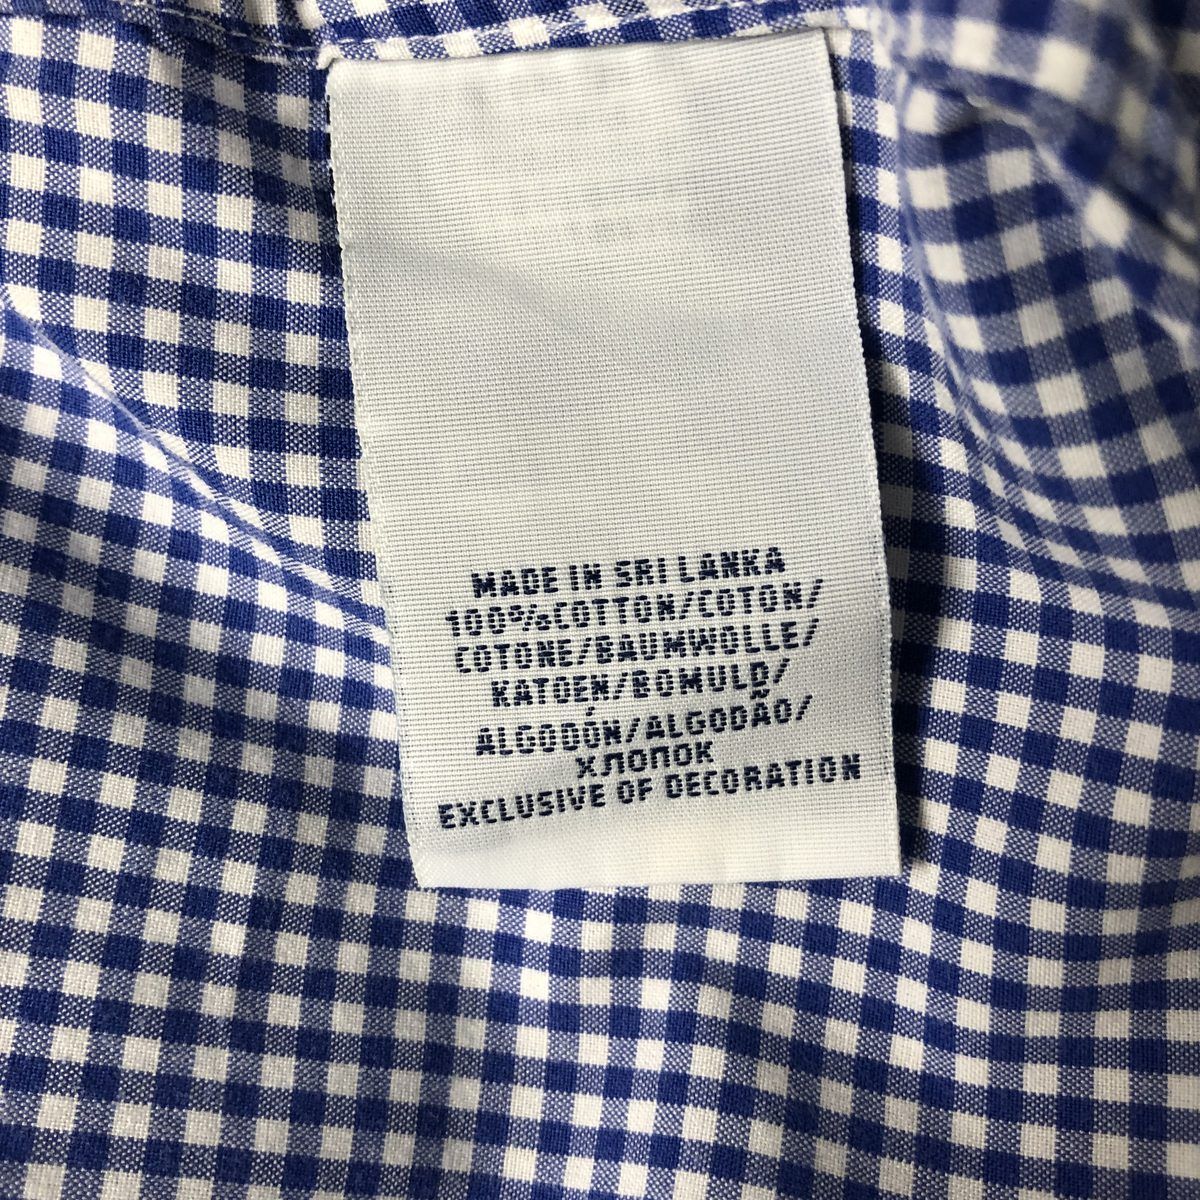 MADE IN SRI LANKA
100%COTTON/COTON/
COTONE/BAUMWOLLE/
KATOEN/BOMULD/
ALGODÓN/ALGODÃO/
ХЛОПОК
EXCLUSIVE OF DECORATION